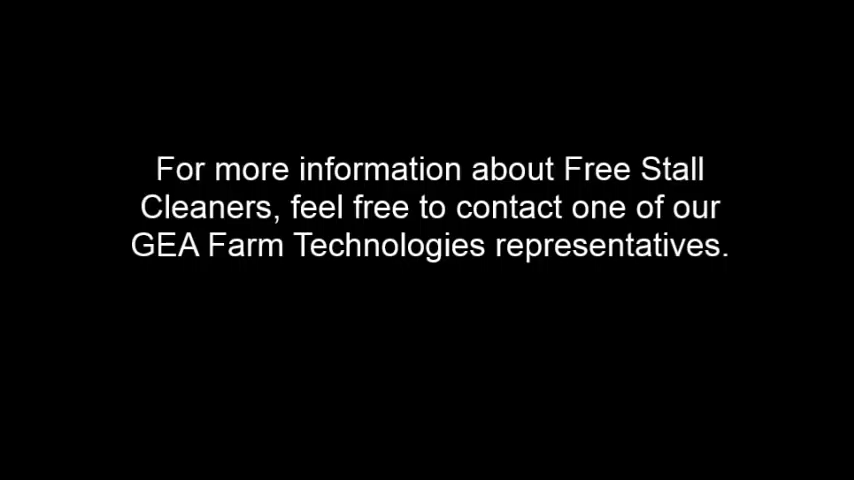 For more information about Free Stall
Cleaners, feel free to contact one of our
GEA Farm Technologies representatives.